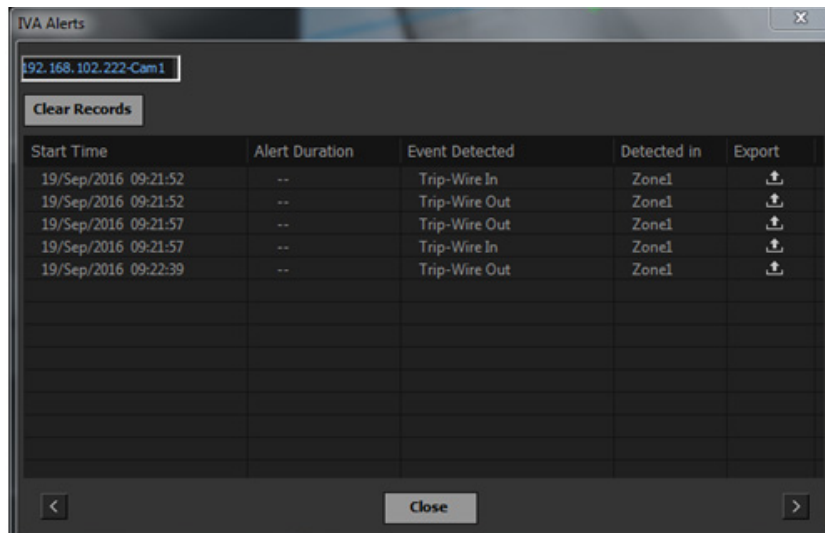 IVA Alerts
192.168.102.222-Cam1
Clear Records
Start Time Alert Duration Event Detected Detected in Export
19/Sep/2016 09:21:52 -- Trip-Wire In Zone1
19/Sep/2016 09:21:52 -- Trip-Wire Out Zone1
19/Sep/2016 09:21:57 -- Trip-Wire Out Zone1
19/Sep/2016 09:21:57 -- Trip-Wire In Zone1
19/Sep/2016 09:22:39 -- Trip-Wire Out Zone1
< Close >